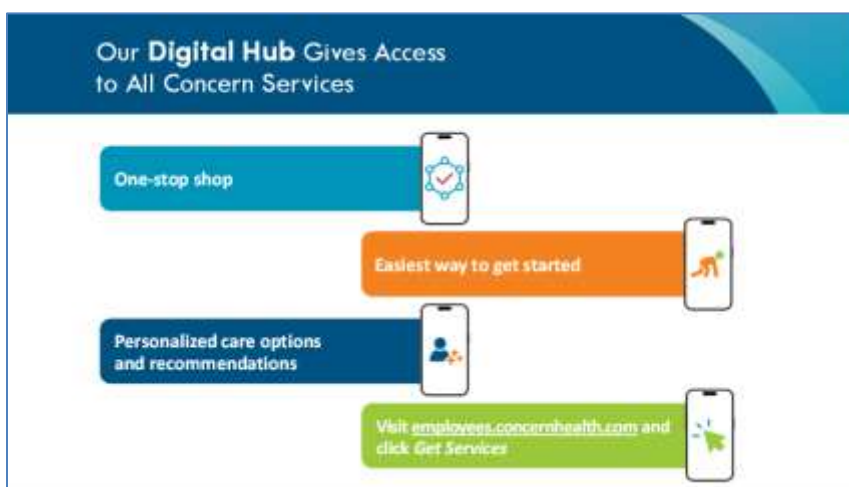 Our Digital Hub Gives Access
to All Concern Services
One-stop shop
Easiest way to get started
Personalized care options
and recommendations
Visit employees.concernhealth.com and
click Get Services